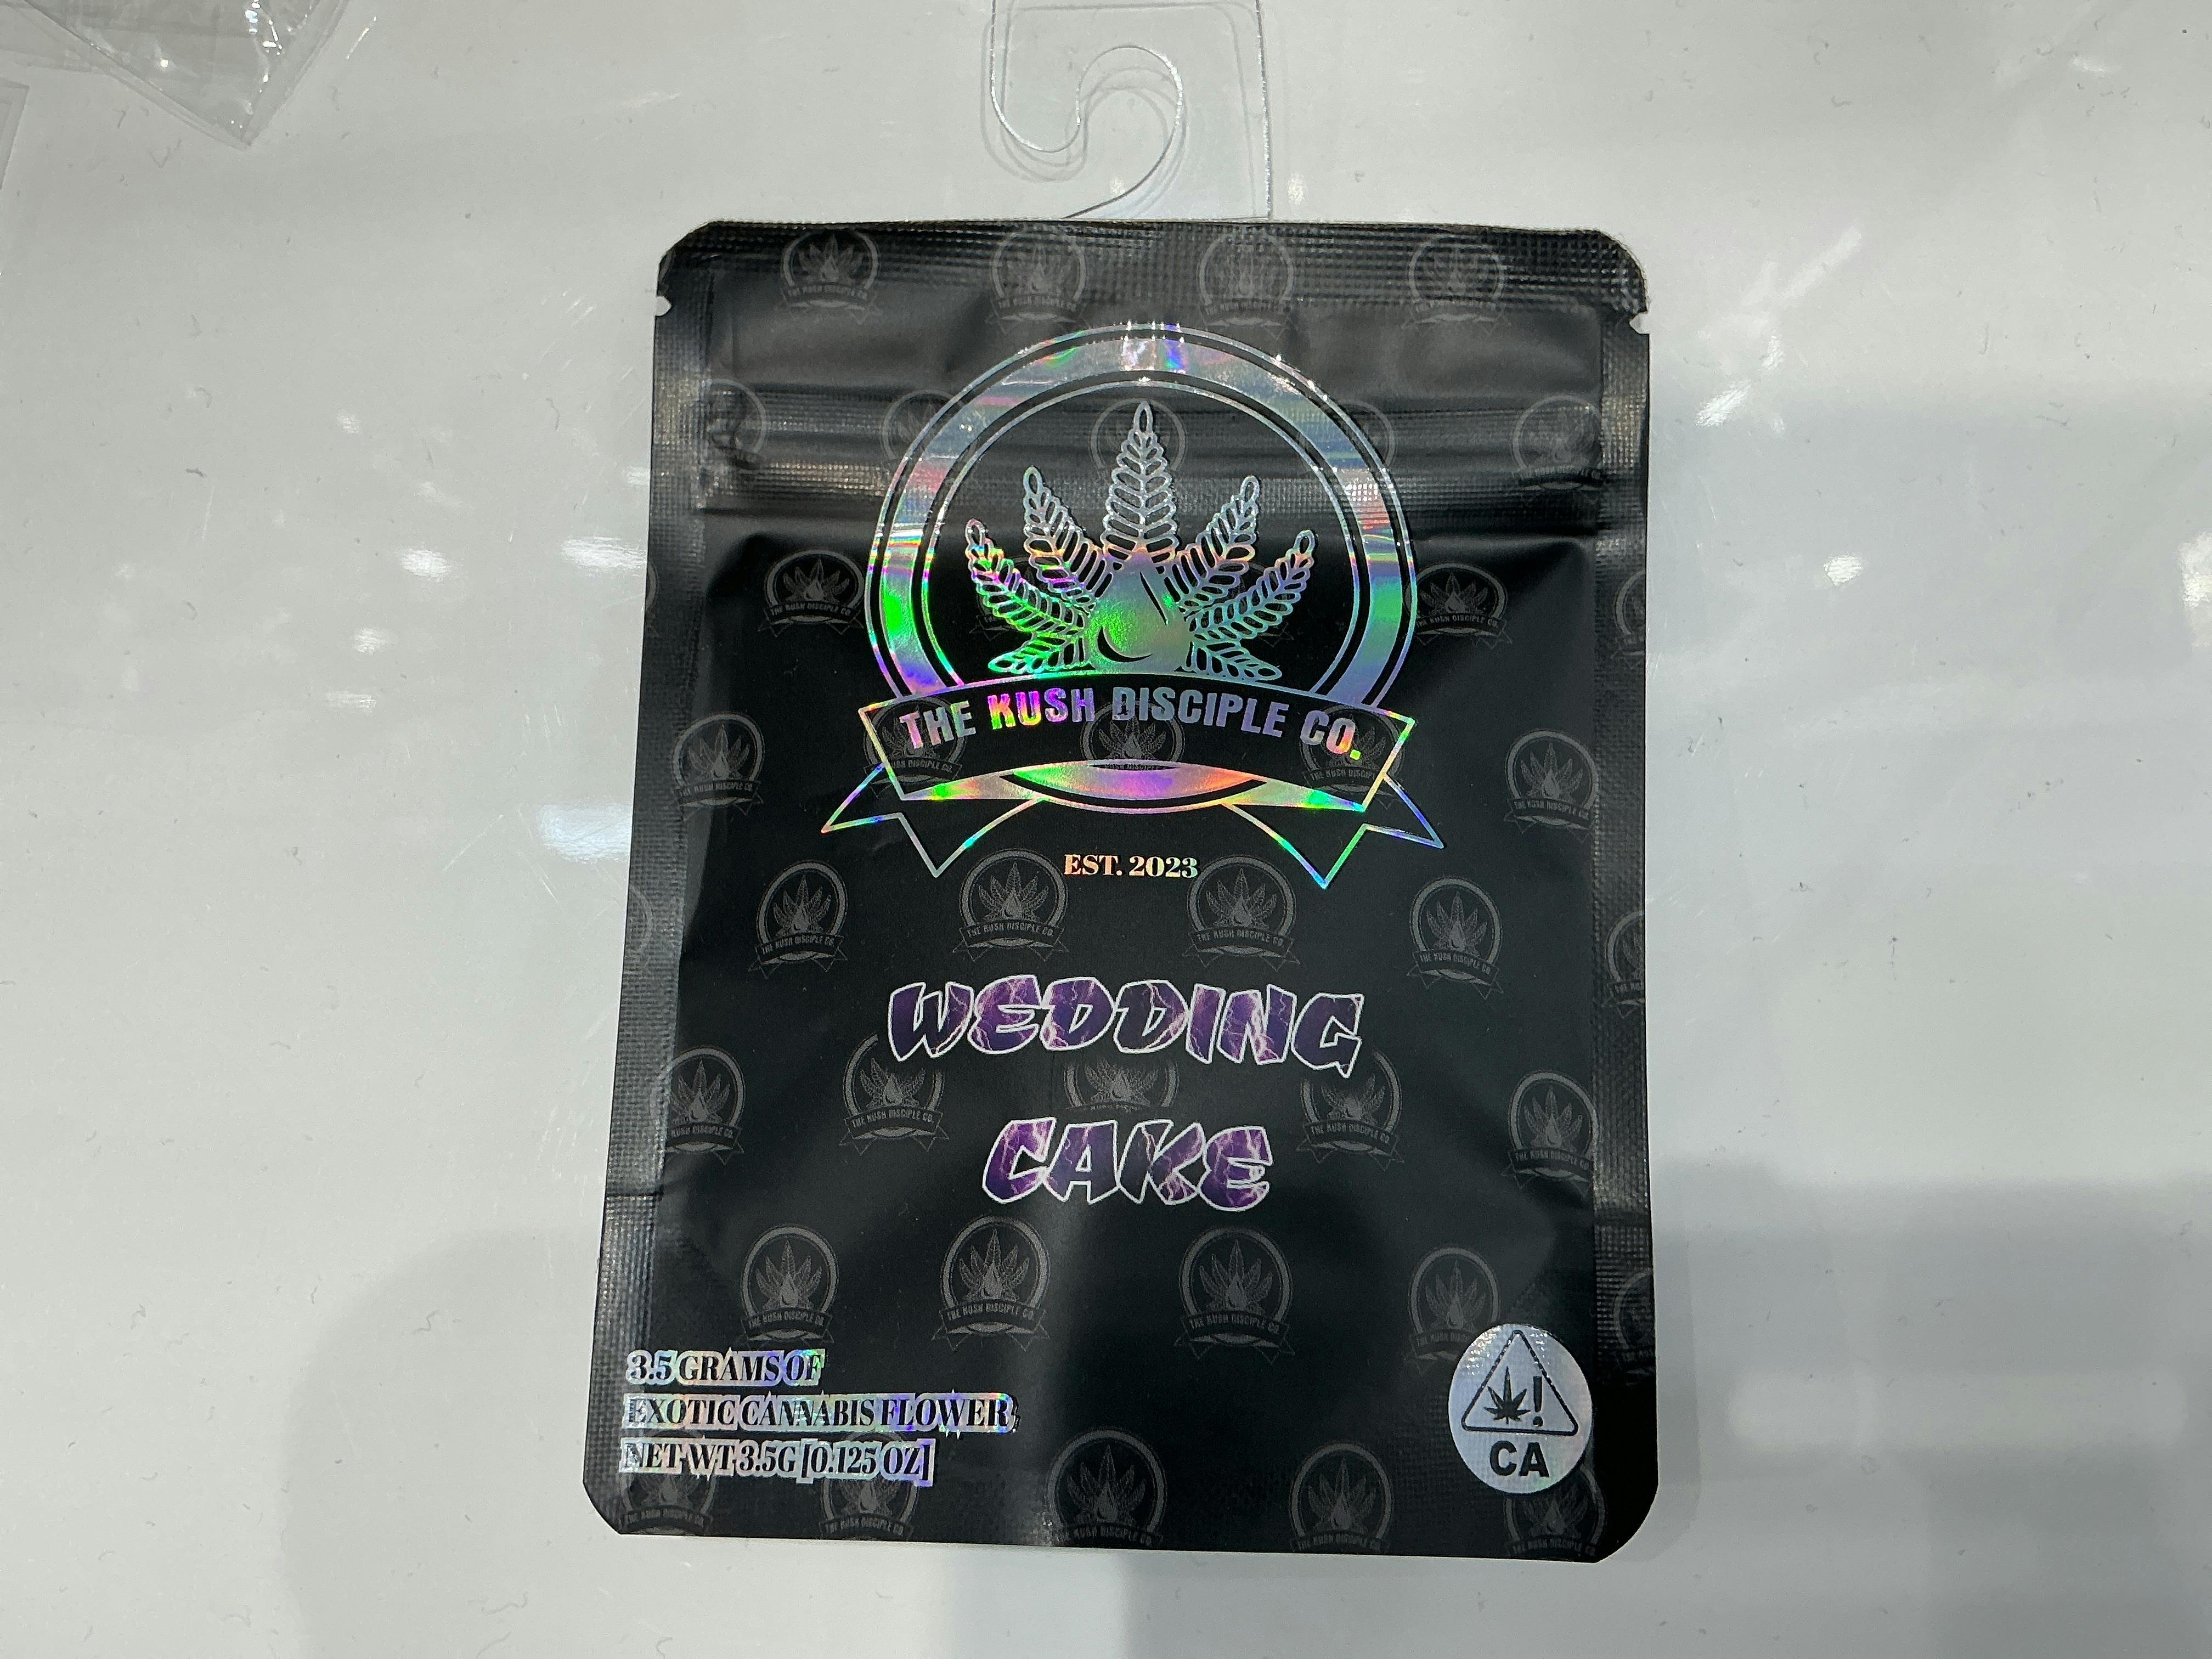 THE KUSH DISCIPLE CO.
EST. 2023
WEDDING
CAKE
3.5 GRAMS OF
EXOTIC CANNABIS FLOWER
NET WT 3.5G [0.125 OZ]
!
CA